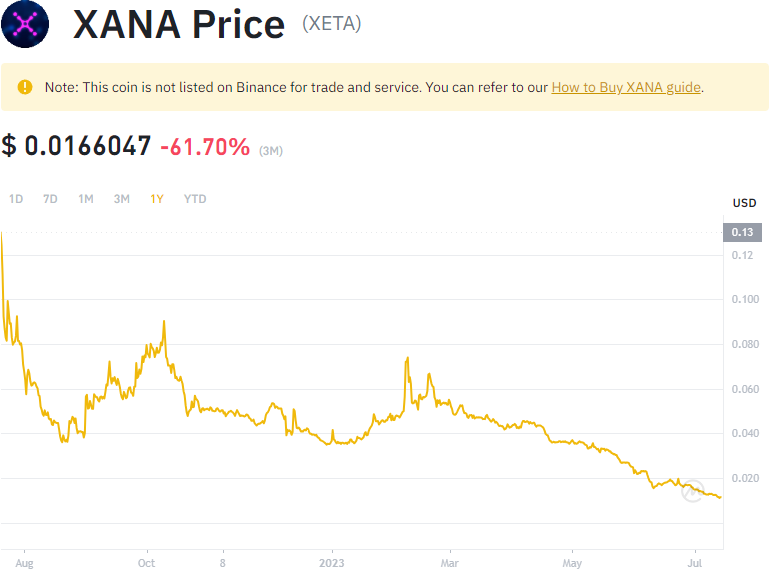 XANA Price (XETA)
Note: This coin is not listed on Binance for trade and service. You can refer to our How to Buy XANA guide.
$ 0.0166047 -61.70% (3M)
1D 7D 1M 3M 1Y YTD
USD
0.13
0.12
0.100
0.080
0.060
0.040
0.020
Aug Oct 8 2023 Mar May Jul